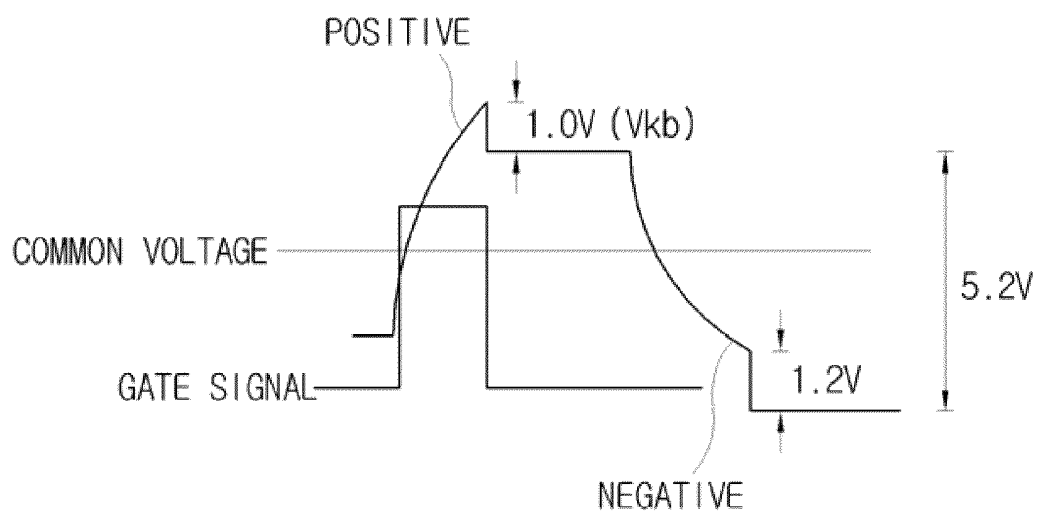 POSITIVE
1.0V (Vkb)
COMMON VOLTAGE
5.2V
GATE SIGNAL
1.2V
NEGATIVE